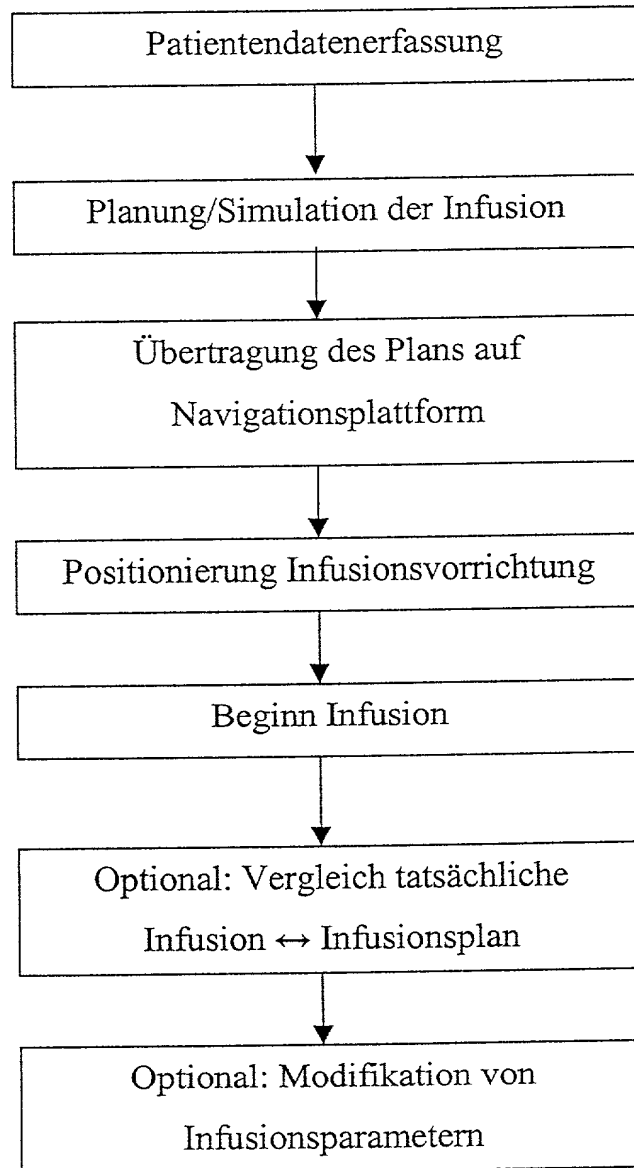 Patientendatenerfassung
Planung/Simulation der Infusion
Übertragung des Plans auf
Navigationsplattform
Positionierung Infusionsvorrichtung
Beginn Infusion
Optional: Vergleich tatsächliche
Infusion ↔ Infusionsplan
Optional: Modifikation von
Infusionsparametern